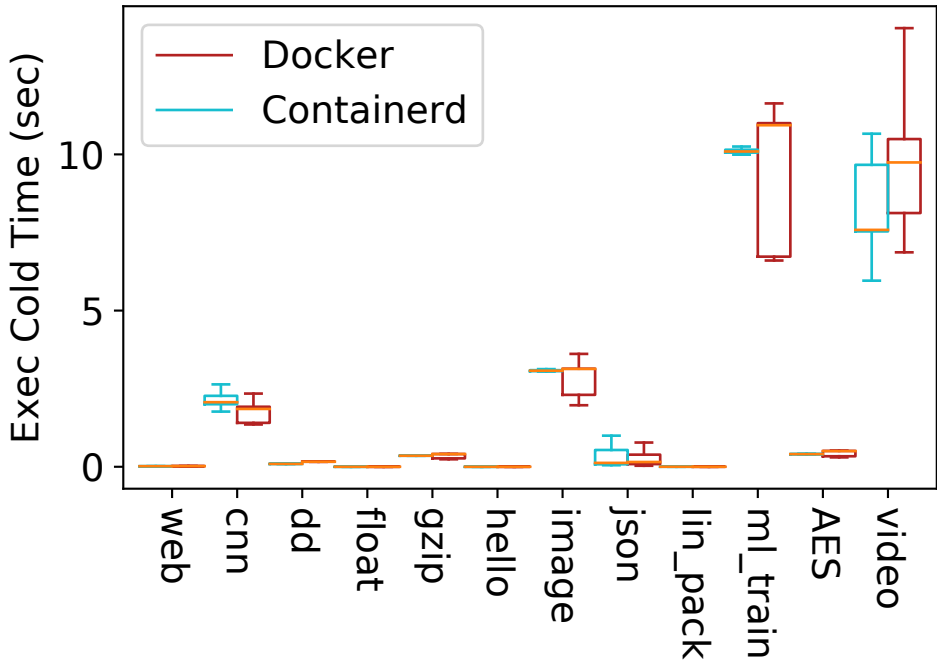 Exec Cold Time (sec)
Docker
Containerd
10
5
0
web
cnn
dd
float
gzip
hello
image
json
lin_pack
ml_train
AES
video